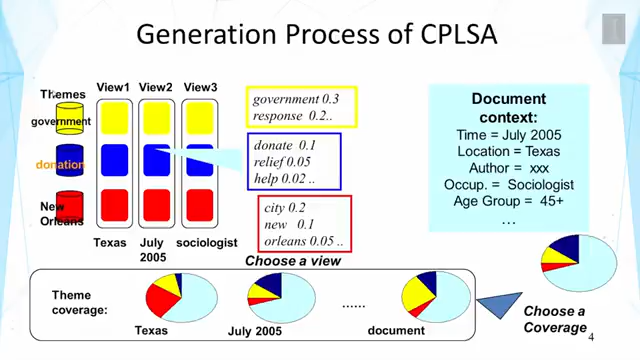 Generation Process of CPLSA
Themes
View1 View2 View3
government
donation
New
Orleans
Texas
July
2005
sociologist
government 0.3
response 0.2..
donate 0.1
relief 0.05
help 0.02 ..
city 0.2
new 0.1
orleans 0.05 ..
Choose a view
Document
context:
Time = July 2005
Location = Texas
Author = xxx
Occup. = Sociologist
Age Group = 45+
...
Theme
coverage:
Texas
July 2005
......
document
Choose a
Coverage
4